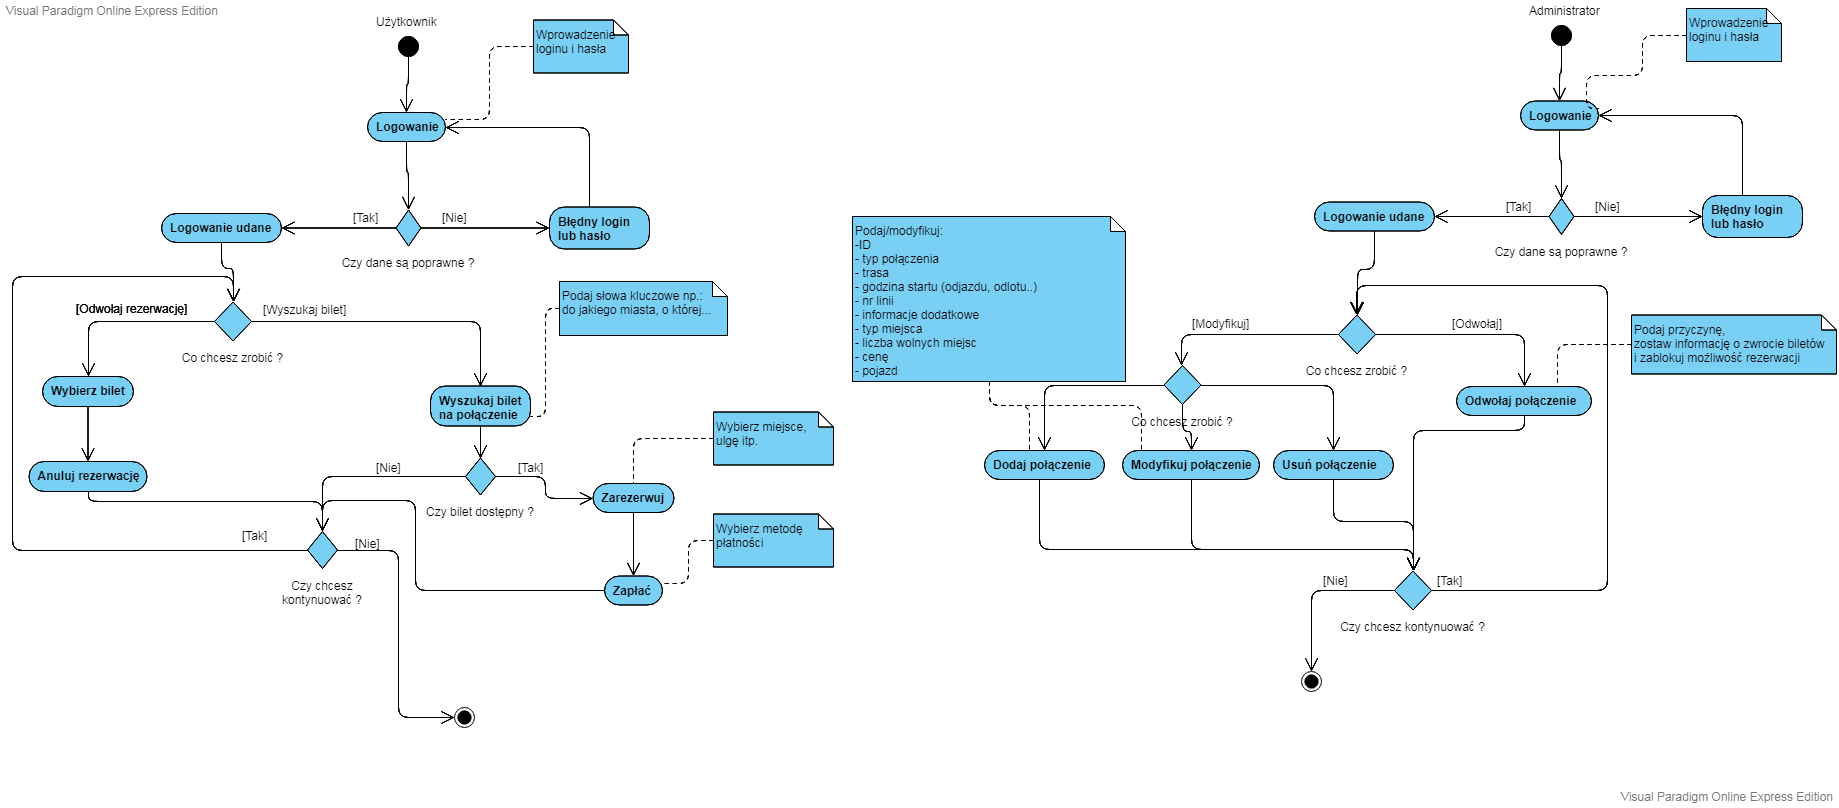 Visual Paradigm Online Express Edition
Użytkownik
Wprowadzenie
loginu i hasła
Logowanie
[Tak]
[Nie]
Logowanie udane
Błędny login
lub hasło
Czy dane są poprawne ?
[Odwołaj rezerwację]
[Wyszukaj bilet]
Podaj słowa kluczowe np.:
do jakiego miasta, o której...
Co chcesz zrobić ?
Wybierz bilet
Wyszukaj bilet
na połączenie
Wybierz miejsce,
ulgę itp.
Anuluj rezerwację
[Nie]
[Tak]
Zarezerwuj
Czy bilet dostępny ?
Wybierz metodę
płatności
[Tak]
[Nie]
Czy chcesz
kontynuować ?
Zapłać
Administrator
Wprowadzenie
loginu i hasła
Logowanie
[Tak]
[Nie]
Logowanie udane
Błędny login
lub hasło
Czy dane są poprawne ?
Podaj/modyfikuj:
-ID
- typ połączenia
- trasa
- godzina startu (odjazdu, odlotu..)
- nr linii
- informacje dodatkowe
- typ miejsca
- liczba wolnych miejsc
- cenę
- pojazd
[Modyfikuj]
[Odwołaj]
Podaj przyczynę,
zostaw informację o zwrocie biletów
i zablokuj możliwość rezerwacji
Co chcesz zrobić ?
Odwołaj połączenie
Co chcesz zrobić ?
Dodaj połączenie
Modyfikuj połączenie
Usuń połączenie
[Nie]
[Tak]
Czy chcesz kontynuować ?
Visual Paradigm Online Express Edition